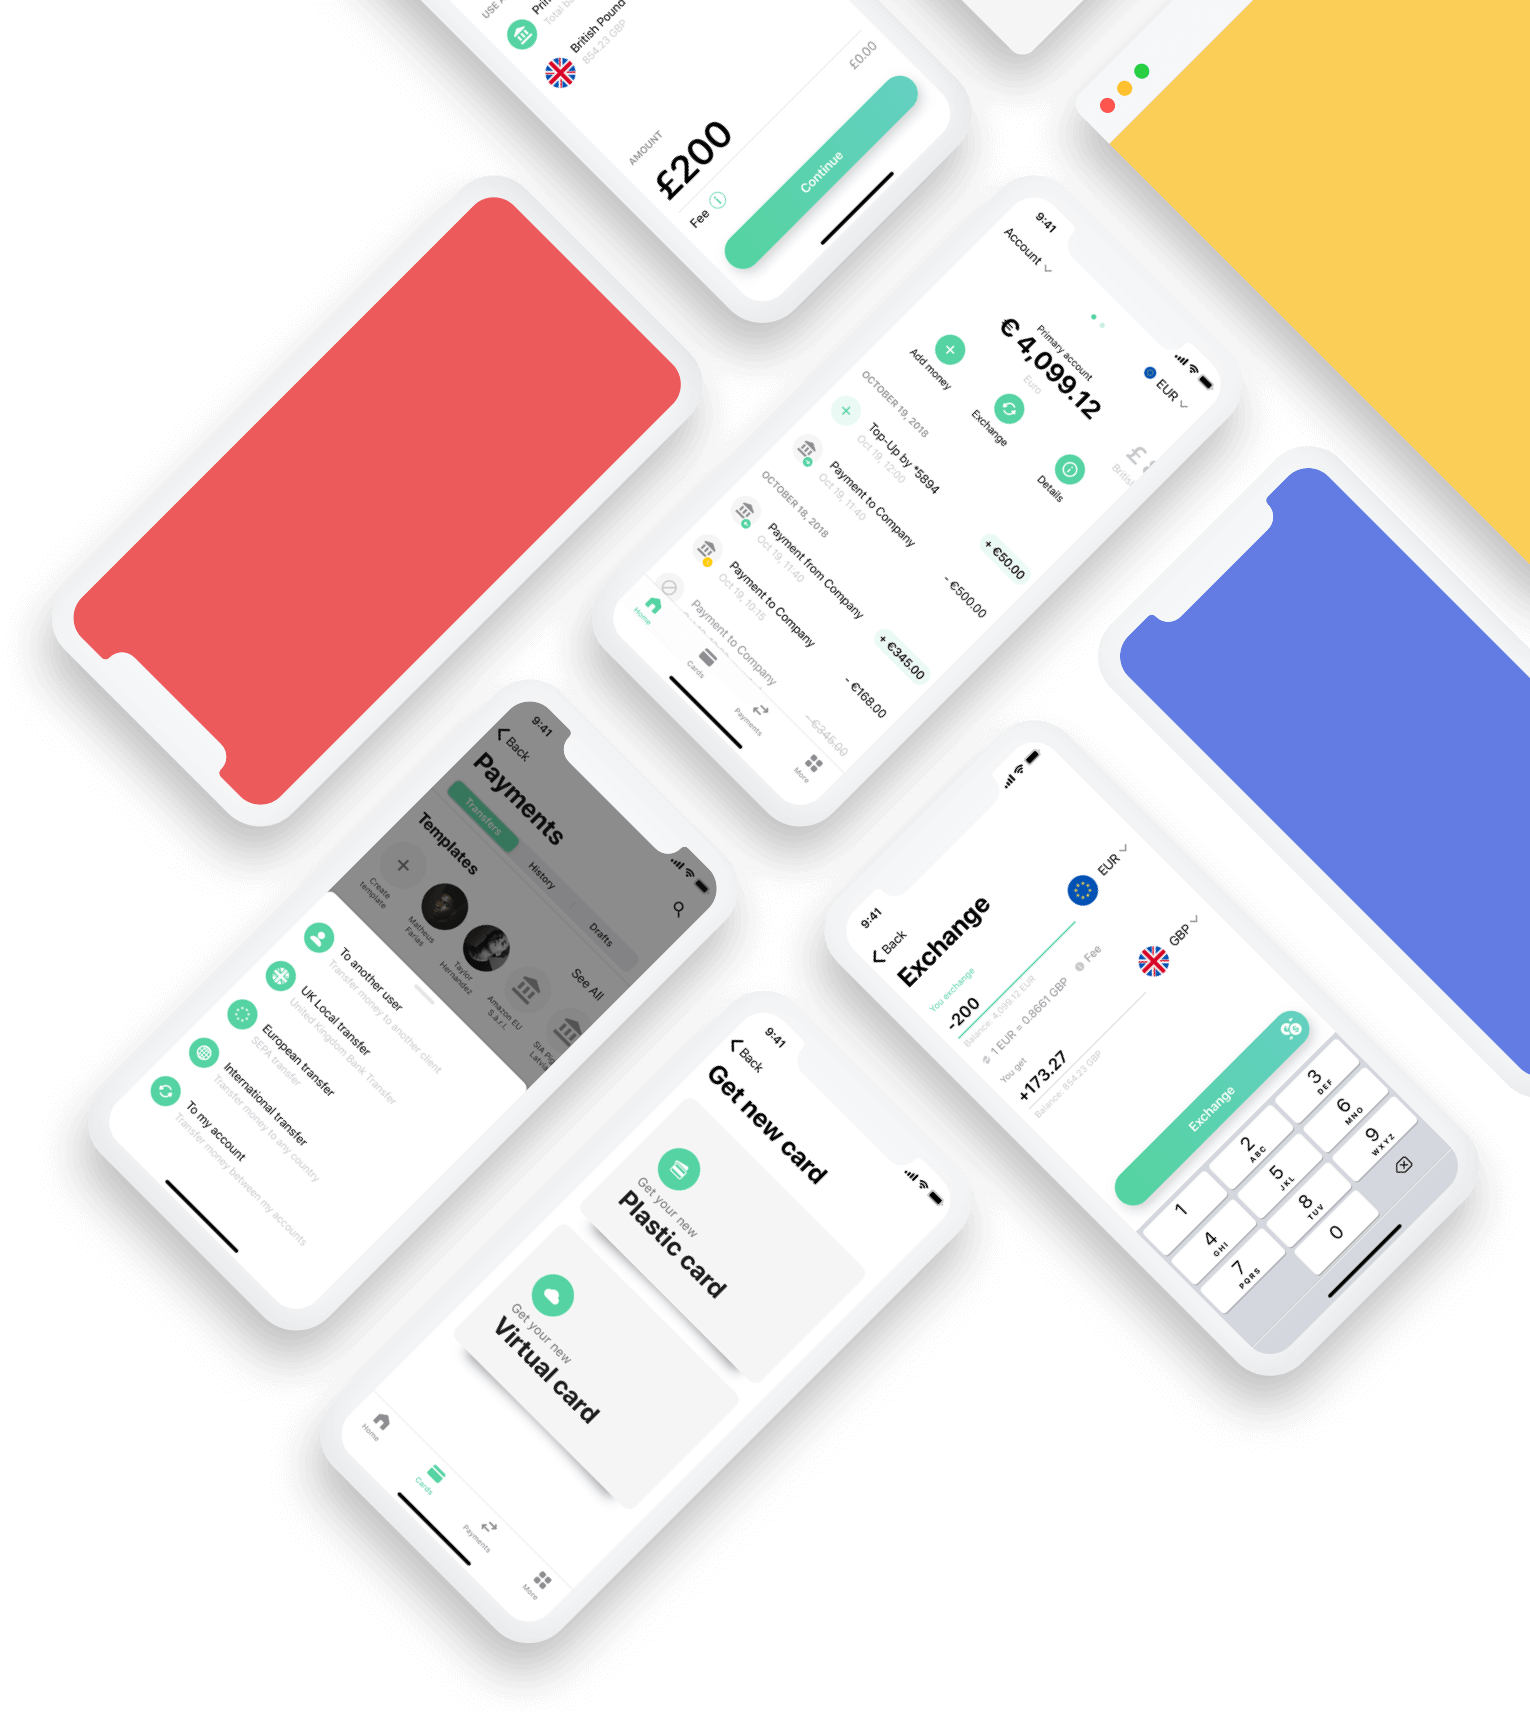 British Pound
854.23 GBP
AMOUNT
£200
Fee
£0.00
Continue
9:41
Account
EUR
Primary account
€ 4,099.12
Euro
Add money
Exchange
Details
OCTOBER 19, 2018
Top-Up by *5894
Oct 19, 12:00
+ €50.00
Payment to Company
Oct 19, 11:40
- €500.00
OCTOBER 18, 2018
Payment from Company
Oct 19, 11:40
+ €345.00
Payment to Company
Oct 19, 10:15
- €168.00
Payment to Company
- €345.00
Home
Cards
Payments
More
9:41
Back
Payments
Transfers
History
Drafts
Templates
See All
Create
template
Matheus
Farias
Taylor
Hernandez
Amazon EU
S.a.r.l.
To another user
Transfer money to another client
UK Local transfer
United Kingdom Bank Transfer
European transfer
SEPA transfer
International transfer
Transfer money to any country
To my account
Transfer money between my accounts
9:41
Back
Exchange
You exchange
-200
EUR
Balance: 4,099.12 EUR
1 EUR = 0.8661 GBP
Fee
You get
+173.27
GBP
Balance: 854.23 GBP
Exchange
1
2
ABC
3
DEF
4
GHI
5
JKL
6
MNO
7
PQRS
8
TUV
9
WXYZ
0
9:41
Back
Get new card
Get your new
Plastic card
Get your new
Virtual card
Home
Cards
Payments
More